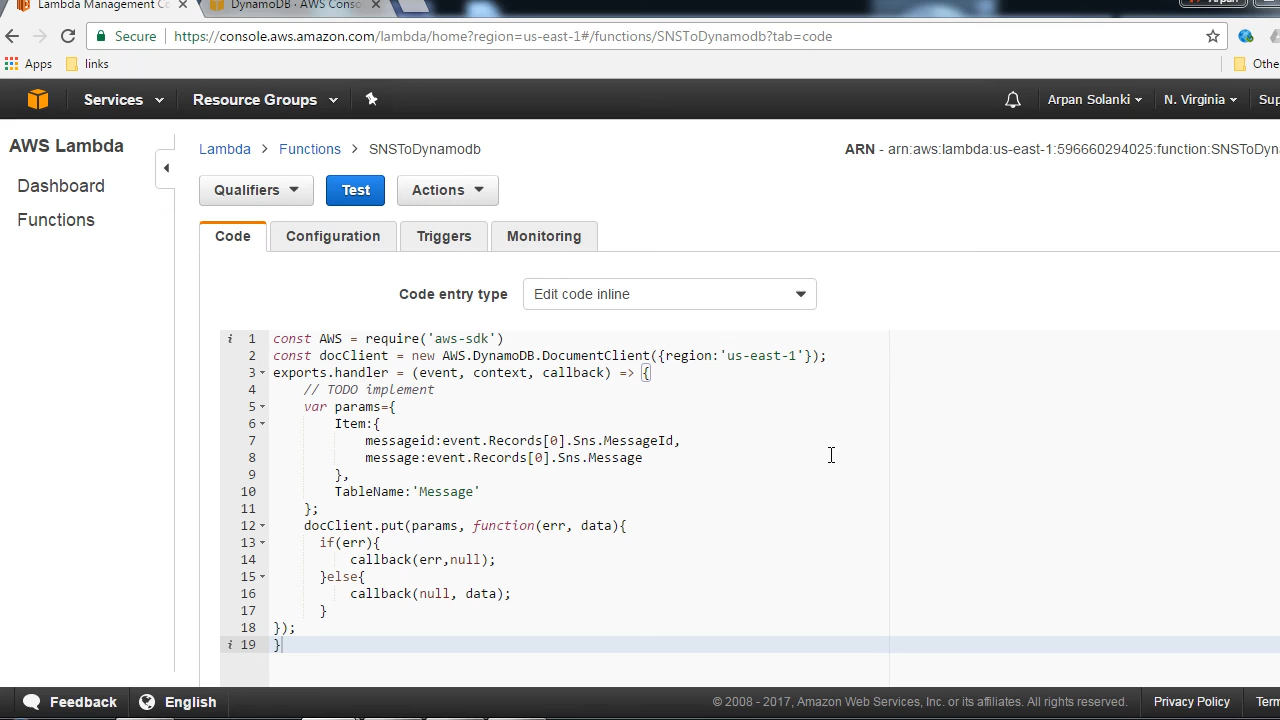 Lambda Management Co
DynamoDB · AWS Conso
Arpan
Secure https://console.aws.amazon.com/lambda/home?region=us-east-1#/functions/SNSToDynamodb?tab=code
Apps links Othe
Services Resource Groups Arpan Solanki N. Virginia Sup
AWS Lambda
Dashboard
Functions
Lambda > Functions > SNSToDynamodb ARN - arn:aws:lambda:us-east-1:596660294025:function:SNSToDyna
Qualifiers Test Actions
Code Configuration Triggers Monitoring
Code entry type Edit code inline
i 1 const AWS = require('aws-sdk')
2 const docClient = new AWS.DynamoDB.DocumentClient({region:'us-east-1'});
3 exports.handler = (event, context, callback) => {
4 // TODO implement
5 var params={
6 Item:{
7 messageid:event.Records[0].Sns.MessageId,
8 message:event.Records[0].Sns.Message
9 },
10 TableName:'Message'
11 };
12 docClient.put(params, function(err, data){
13 if(err){
14 callback(err,null);
15 }else{
16 callback(null, data);
17 }
18 });
i 19 }
Feedback English © 2008 - 2017, Amazon Web Services, Inc. or its affiliates. All rights reserved. Privacy Policy Term